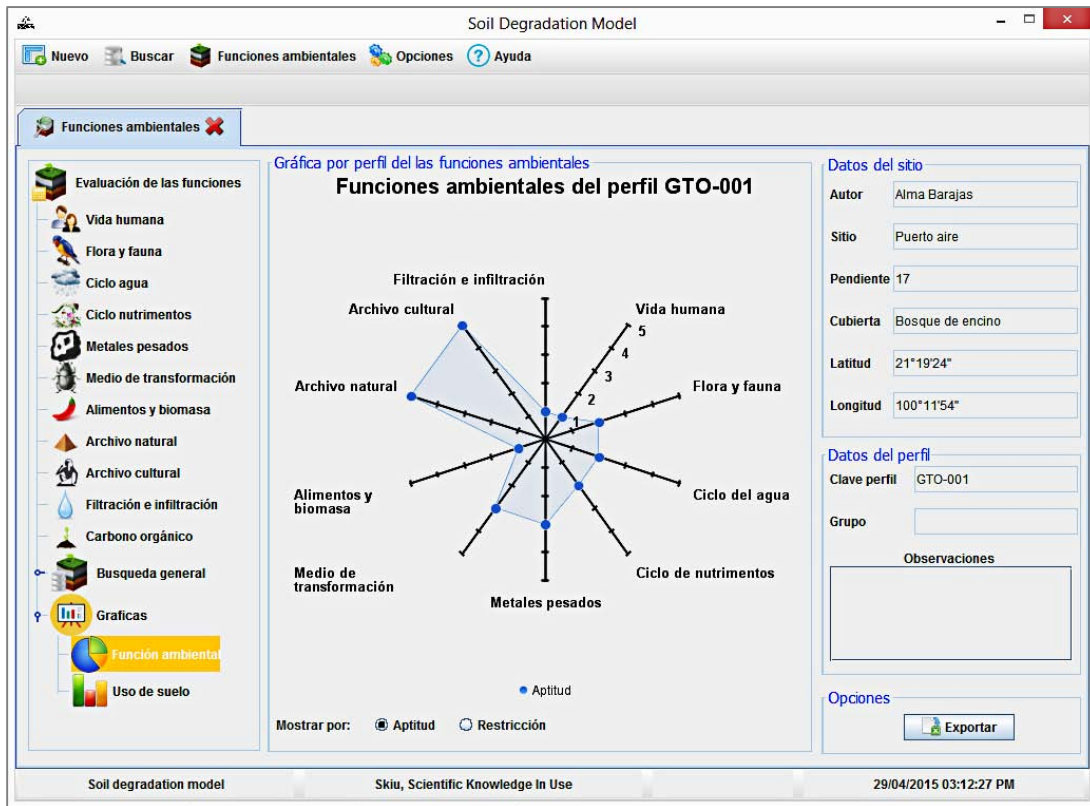 Soil Degradation Model
Nuevo Buscar Funciones ambientales Opciones ? Ayuda
Funciones ambientales
Evaluación de las funciones
Vida humana
Flora y fauna
Ciclo agua
Ciclo nutrimentos
Metales pesados
Medio de transformación
Alimentos y biomasa
Archivo natural
Archivo cultural
Filtración e infiltración
Carbono orgánico
Busqueda general
Graficas
Función ambiental
Uso de suelo
Gráfica por perfil del las funciones ambientales
Funciones ambientales del perfil GTO-001
Filtración e infiltración
Vida humana
Flora y fauna
Ciclo del agua
Ciclo de nutrimentos
Metales pesados
Medio de
transformación
Alimentos y
biomasa
Archivo natural
Archivo cultural
5
4
3
2
1
Aptitud
Mostrar por: Aptitud Restricción
Datos del sitio
Autor Alma Barajas
Sitio Puerto aire
Pendiente 17
Cubierta Bosque de encino
Latitud 21°19'24"
Longitud 100°11'54"
Datos del perfil
Clave perfil GTO-001
Grupo
Observaciones
Opciones
Exportar
Soil degradation model Skiu, Scientific Knowledge In Use 29/04/2015 03:12:27 PM